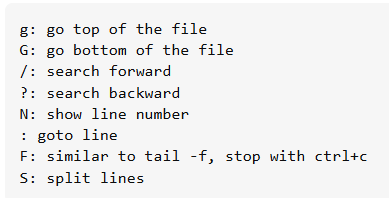 g: go top of the file
G: go bottom of the file
/: search forward
?: search backward
N: show line number
: goto line
F: similar to tail -f, stop with ctrl+c
S: split lines